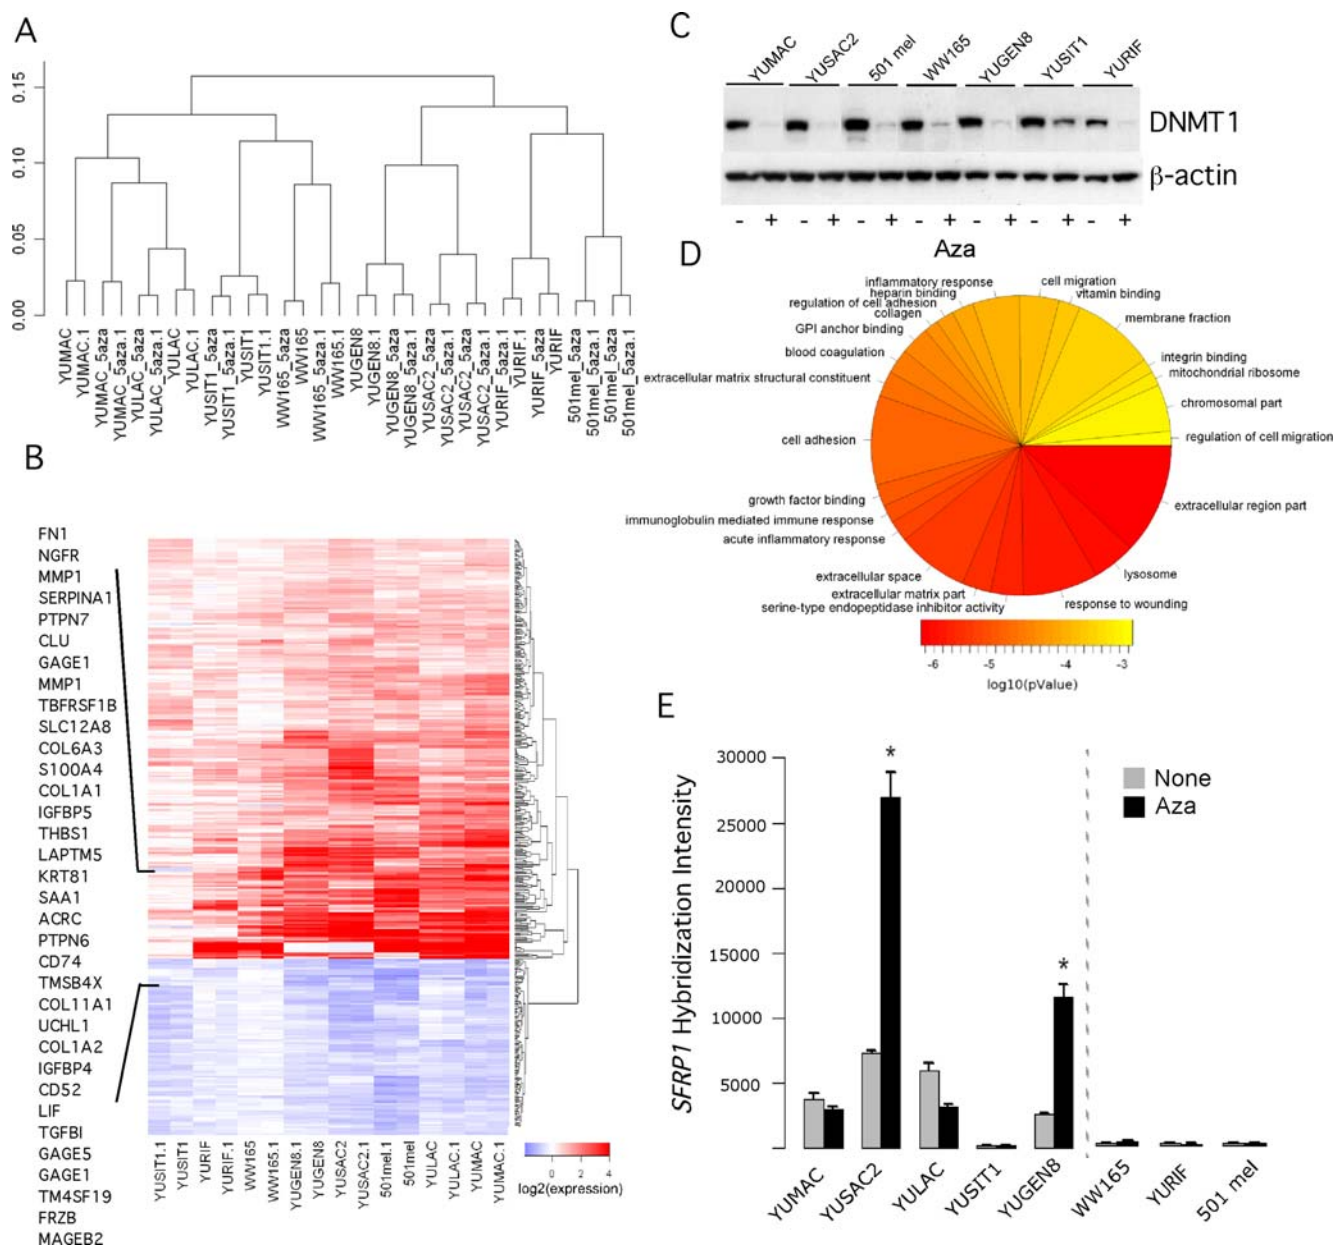 A
0.15
0.10
0.05
0.00
YUMAC
YUMAC.1
YUMAC_5aza
YUMAC_5aza.1
YULAC_5aza
YULAC_5aza.1
YULAC
YULAC.1
YUSIT1_5aza
YUSIT1_5aza.1
YUSIT1
YUSIT1.1
WW165_5aza
WW165
WW165_5aza.1
WW165.1
YUGEN8
YUGEN8.1
YUGEN8_5aza
YUGEN8_5aza.1
YUSAC2_5aza
YUSAC2_5aza.1
YUSAC2_5aza
YUSAC2_5aza.1
YURIF_5aza.1
YURIF.1
YURIF_5aza
YURIF
501mel_5aza
501mel_5aza.1
501mel_5aza
501mel_5aza.1
B
FN1
NGFR
MMP1
SERPINA1
PTPN7
CLU
GAGE1
MMP1
TBFRSF1B
SLC12A8
COL6A3
S100A4
COL1A1
IGFBP5
THBS1
LAPTM5
KRT81
SAA1
ACRC
PTPN6
CD74
TMSB4X
COL11A1
UCHL1
COL1A2
IGFBP4
CD52
LIF
TGFBI
GAGE5
GAGE1
TM4SF19
FRZB
MAGEB2
YUSIT1.1
YUSIT1
YURIF
YURIF.1
WW165
WW165.1
YUGEN8.1
YUGEN8
YUSAC2
YUSAC2.1
501mel.1
501mel
YULAC
YULAC.1
YUMAC
YUMAC.1
-2 0 2 4
log2(expression)
C
YUMAC YUSAC2 501 mel WW165 YUGEN8 YUSIT1 YURIF
DNMT1
β-actin
- + - + - + - + - + - + - +
Aza
D
inflammatory response
heparin binding
regulation of cell adhesion
collagen
GPI anchor binding
blood coagulation
extracellular matrix structural constituent
cell adhesion
growth factor binding
immunoglobulin mediated immune response
acute inflammatory response
extracellular space
extracellular matrix part
serine-type endopeptidase inhibitor activity
cell migration
vitamin binding
membrane fraction
integrin binding
mitochondrial ribosome
chromosomal part
regulation of cell migration
extracellular region part
lysosome
response to wounding
-6 -5 -4 -3
log10(pValue)
E
SFRP1 Hybridization Intensity
30000
25000
20000
15000
10000
5000
*
*
None
Aza
YUMAC
YUSAC2
YULAC
YUSIT1
YUGEN8
WW165
YURIF
501 mel